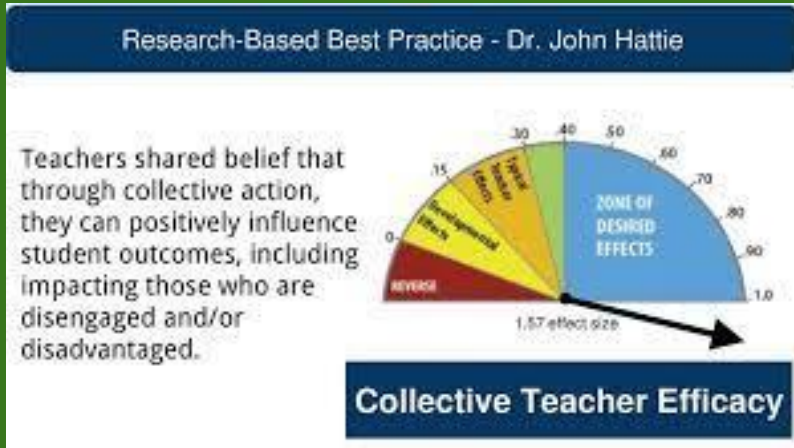 Research-Based Best Practice - Dr. John Hattie
Teachers shared belief that
through collective action,
they can positively influence
student outcomes, including
impacting those who are
disengaged and/or
disadvantaged.
REVERSE
0
Developmental
Effects
.15
Typical
Teacher
Effects
.30
.40
.50
.60
.70
.80
.90
1.0
ZONE OF
DESIRED
EFFECTS
1.57 effect size
Collective Teacher Efficacy